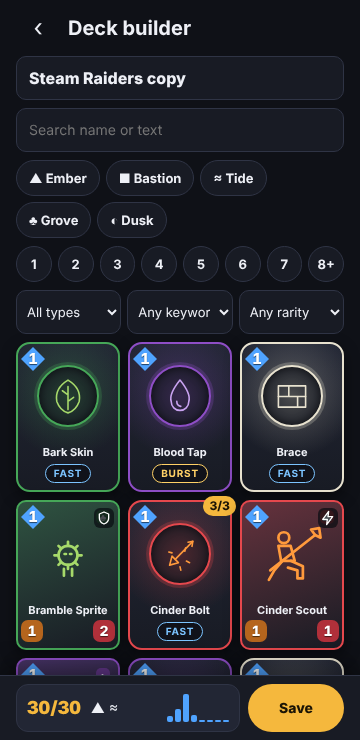 Deck builder
Steam Raiders copy
Search name or text
Ember
Bastion
Tide
Grove
Dusk
1 2 3 4 5 6 7 8+
All types
Any keywor
Any rarity
1
Bark Skin
FAST
1
Blood Tap
BURST
1
Brace
FAST
1
Bramble Sprite
1 2
1
3/3
Cinder Bolt
FAST
1
Cinder Scout
1 1
30/30
Save